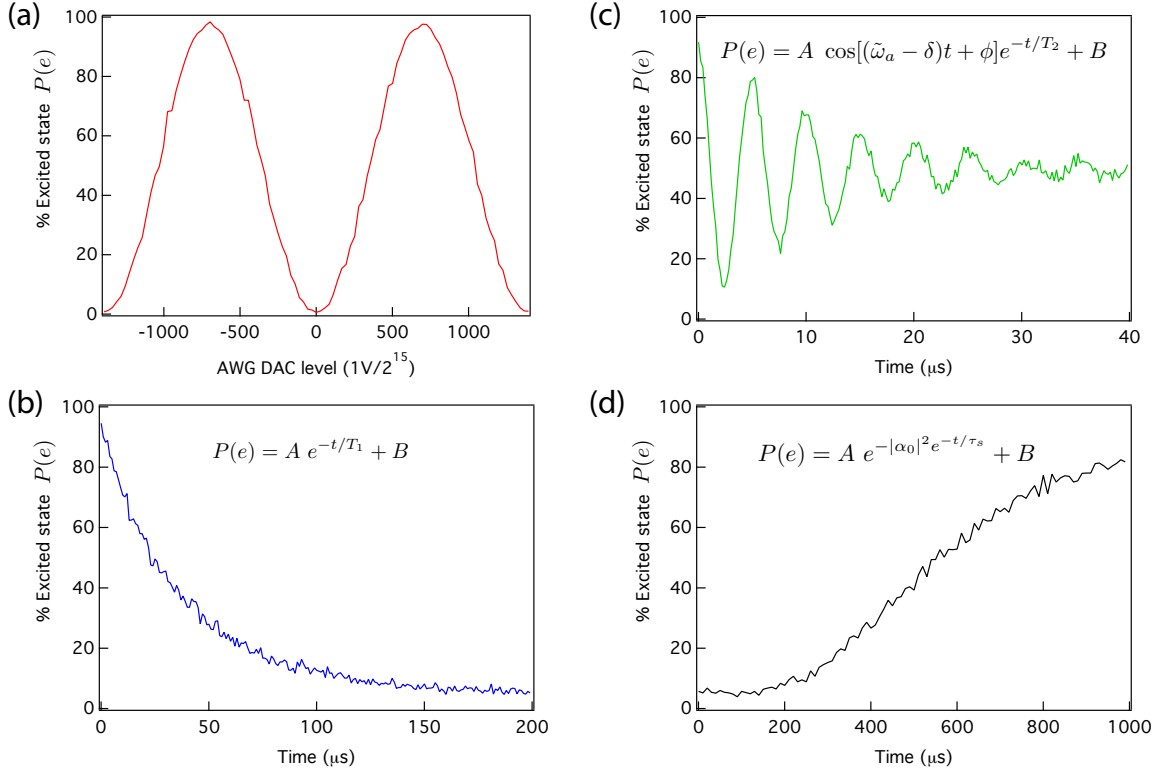 (a)
% Excited state P(e)
100
80
60
40
20
0
-1000 -500 0 500 1000
AWG DAC level (1V/2^15)
(b)
% Excited state P(e)
100
80
60
40
20
0
P(e) = A e^{-t/T_1} + B
0 50 100 150 200
Time (μs)
(c)
% Excited state P(e)
100
80
60
40
20
0
P(e) = A cos[(ω̃_a − δ)t + ϕ]e^{−t/T_2} + B
0 10 20 30 40
Time (μs)
(d)
% Excited state P(e)
100
80
60
40
20
0
P(e) = A e^{−|α_0|^2 e^{−t/τ_s}} + B
0 200 400 600 800 1000
Time (μs)